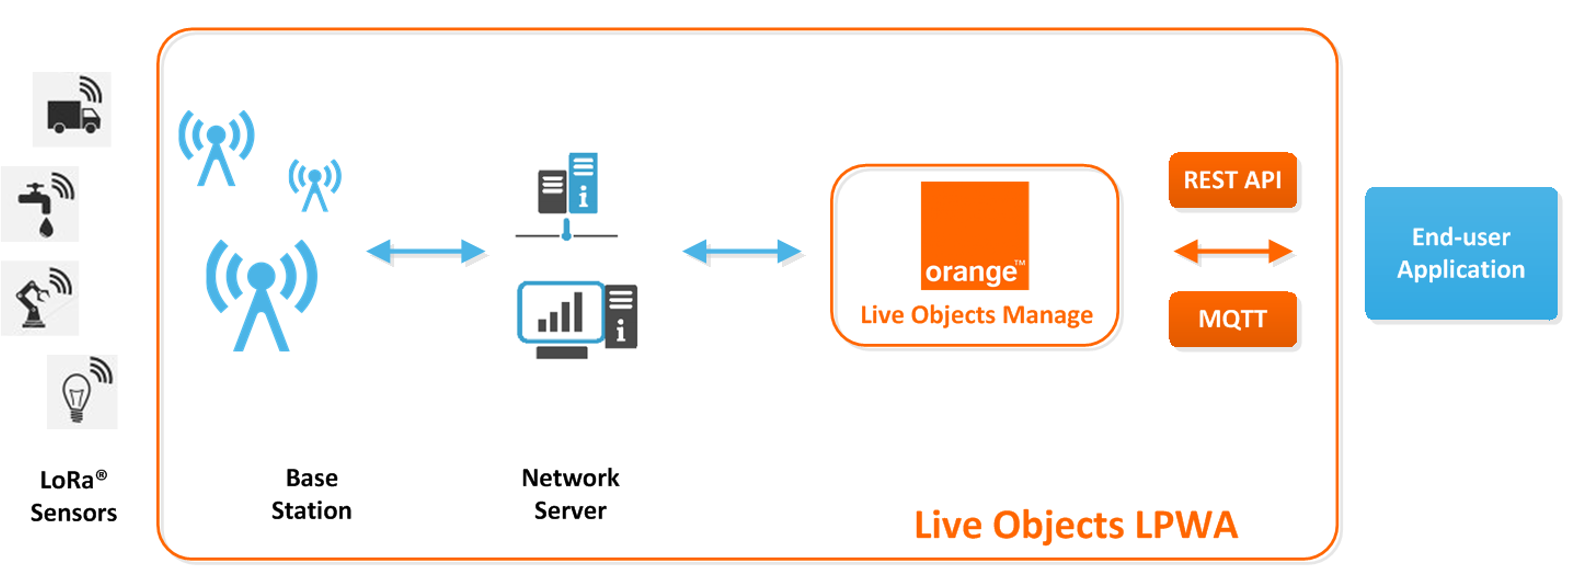 REST API
orange™
Live Objects Manage
MQTT
End-user
Application
LoRa®
Sensors
Base
Station
Network
Server
Live Objects LPWA